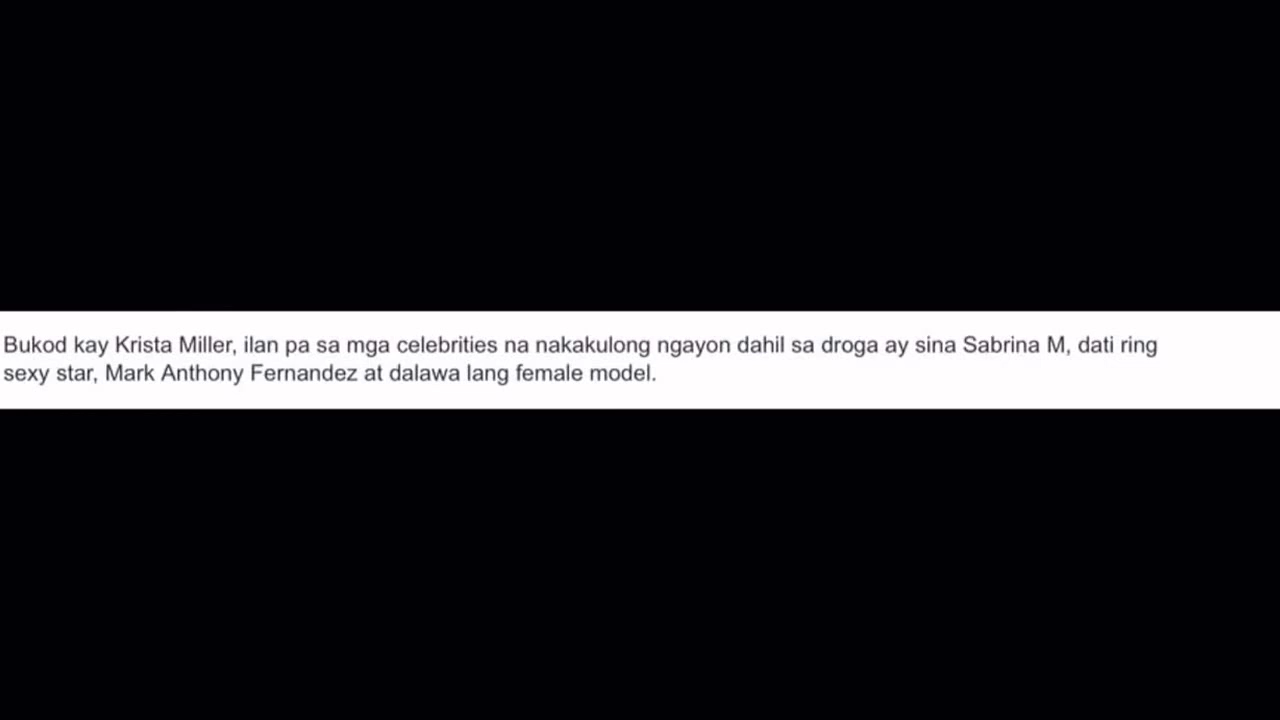 Bukod kay Krista Miller, ilan pa sa mga celebrities na nakakulong ngayon dahil sa droga ay sina Sabrina M, dati ring
sexy star, Mark Anthony Fernandez at dalawa lang female model.